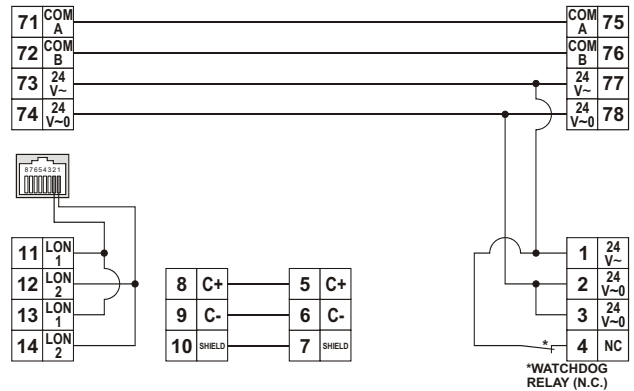 71 COM A COM A 75
72 COM B COM B 76
73 24 V~ 24 V~ 77
74 24 V~0 24 V~0 78
87654321
11 LON 1
12 LON 2
13 LON 1
14 LON 2
8 C+ 5 C+
9 C- 6 C-
10 SHIELD 7 SHIELD
1 24 V~
2 24 V~0
3 24 V~0
* 4 NC
*WATCHDOG
RELAY (N.C.)